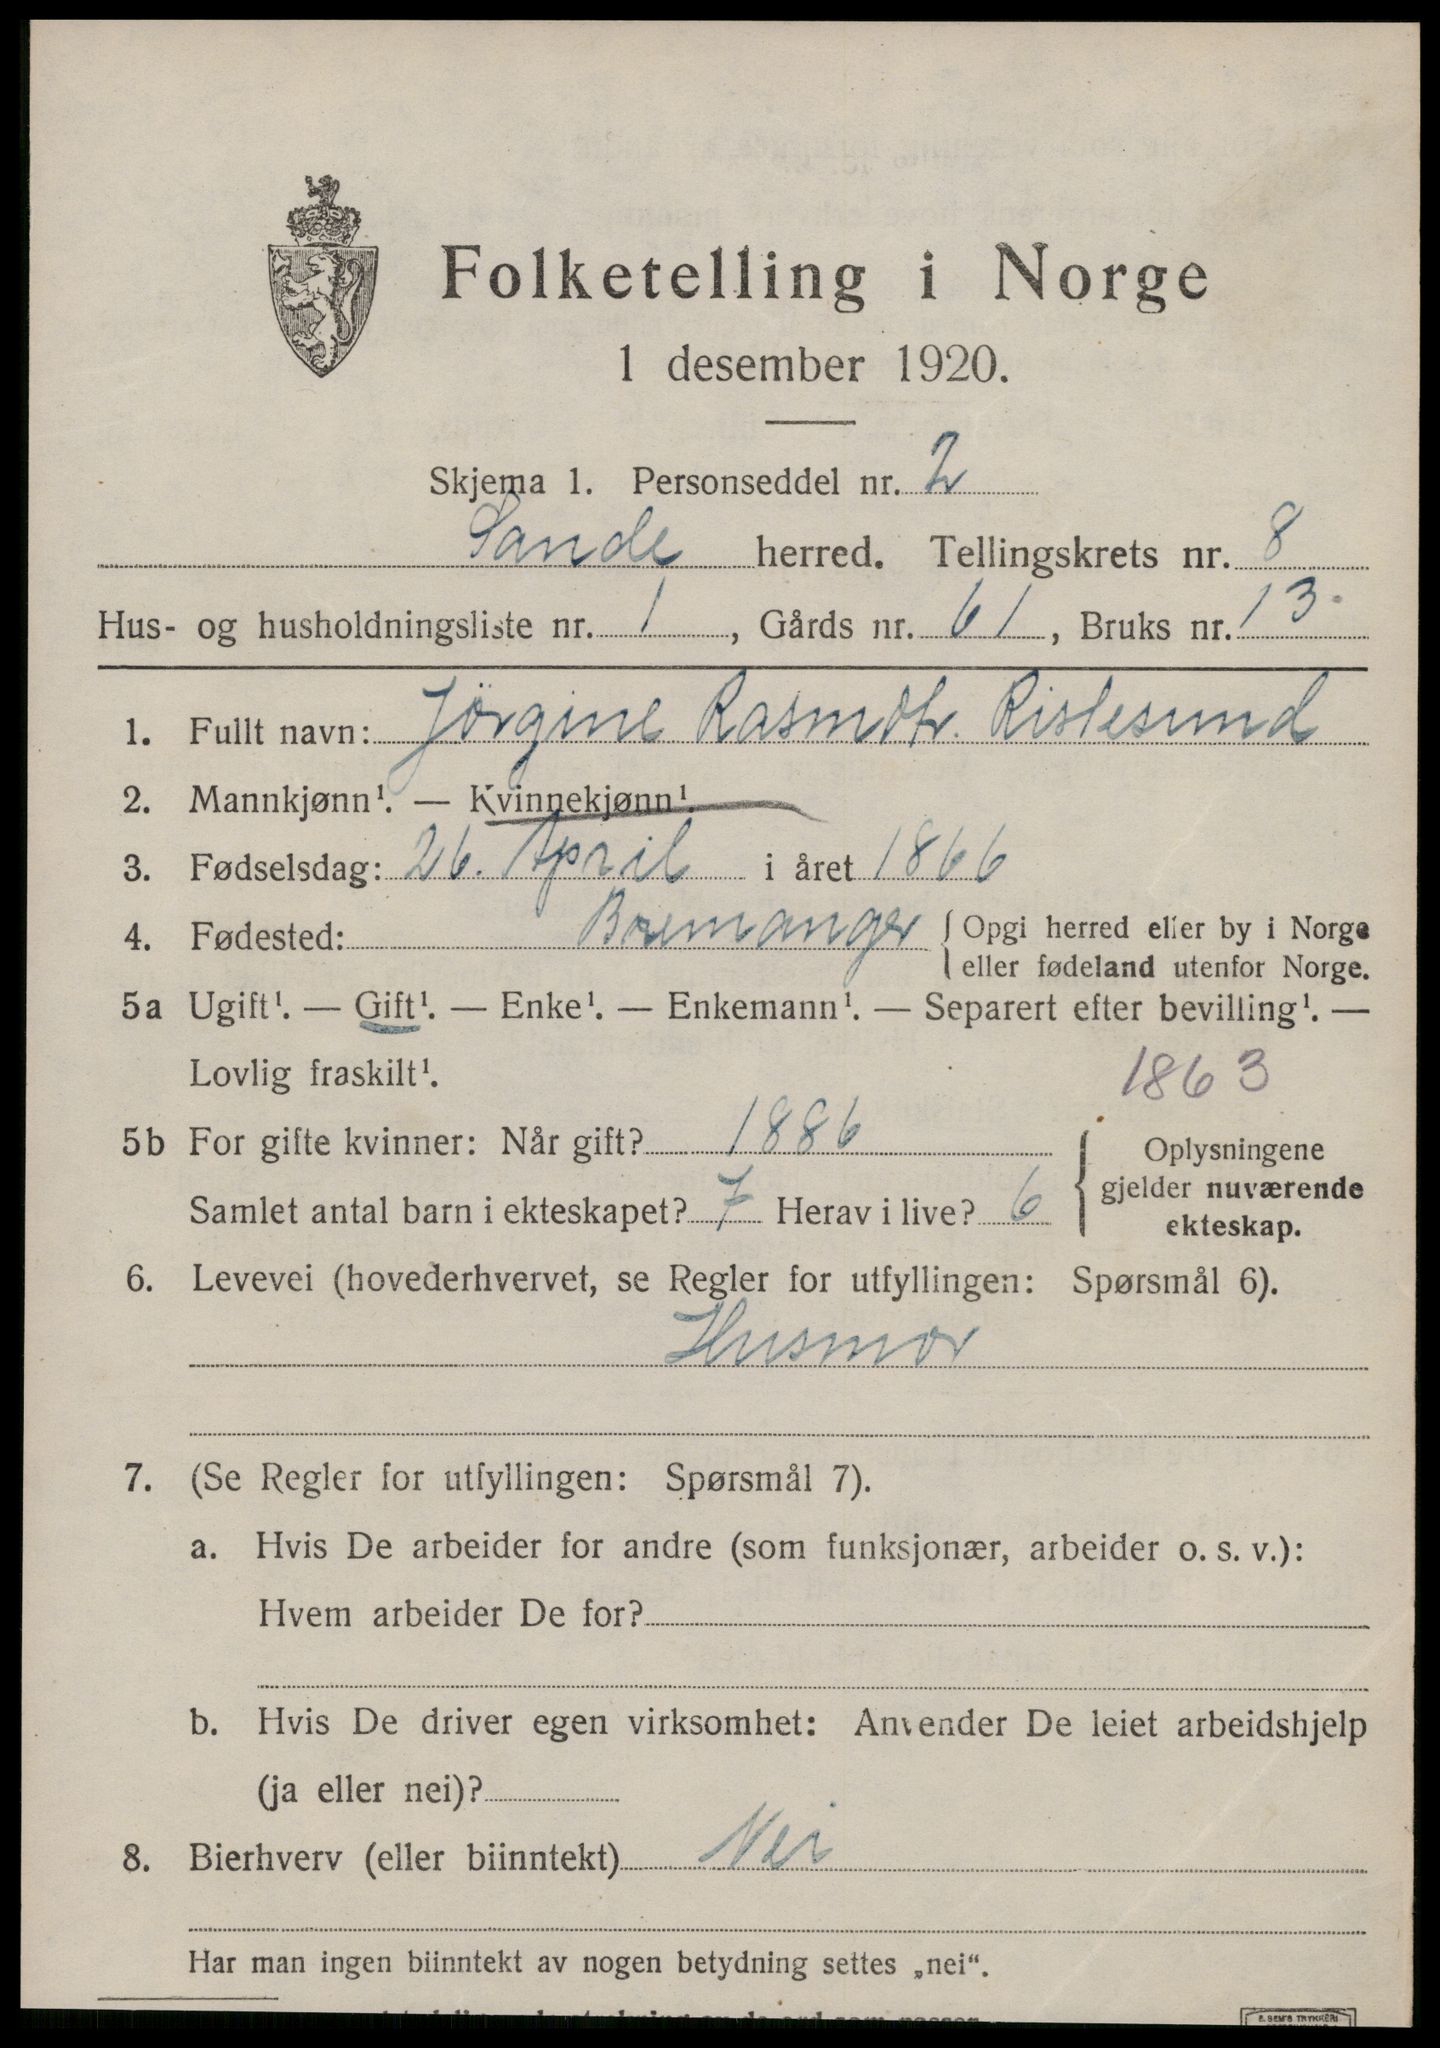 Folketelling i Norge
1 desember 1920.
Skjema 1. Personseddel nr. 2
Sande herred. Tellingskrets nr. 8
Hus- og husholdningsliste nr. 1, Gårds nr. 61, Bruks nr. 13
1. Fullt navn: Jörgine Rasmdtr. Ristesund
2. Mannkjønn¹. — Kvinnekjønn¹.
3. Fødselsdag: 26. April i året 1866
4. Fødested: Bremanger { Opgi herred eller by i Norge
eller fødeland utenfor Norge.
5a Ugift¹. — Gift¹. — Enke¹. — Enkemann¹. — Separert efter bevilling¹. —
Lovlig fraskilt¹. 1863
5b For gifte kvinner: Når gift? 1886
Samlet antal barn i ekteskapet? 7 Herav i live? 6
{ Oplysningene
gjelder nuværende
ekteskap.
6. Levevei (hovederhvervet, se Regler for utfyllingen: Spørsmål 6).
Husmor
7. (Se Regler for utfyllingen: Spørsmål 7).
a. Hvis De arbeider for andre (som funksjonær, arbeider o. s. v.):
Hvem arbeider De for?
b. Hvis De driver egen virksomhet: Anvender De leiet arbeidshjelp
(ja eller nei)?
8. Bierhverv (eller biinntekt) Nei
Har man ingen biinntekt av nogen betydning settes „nei“.